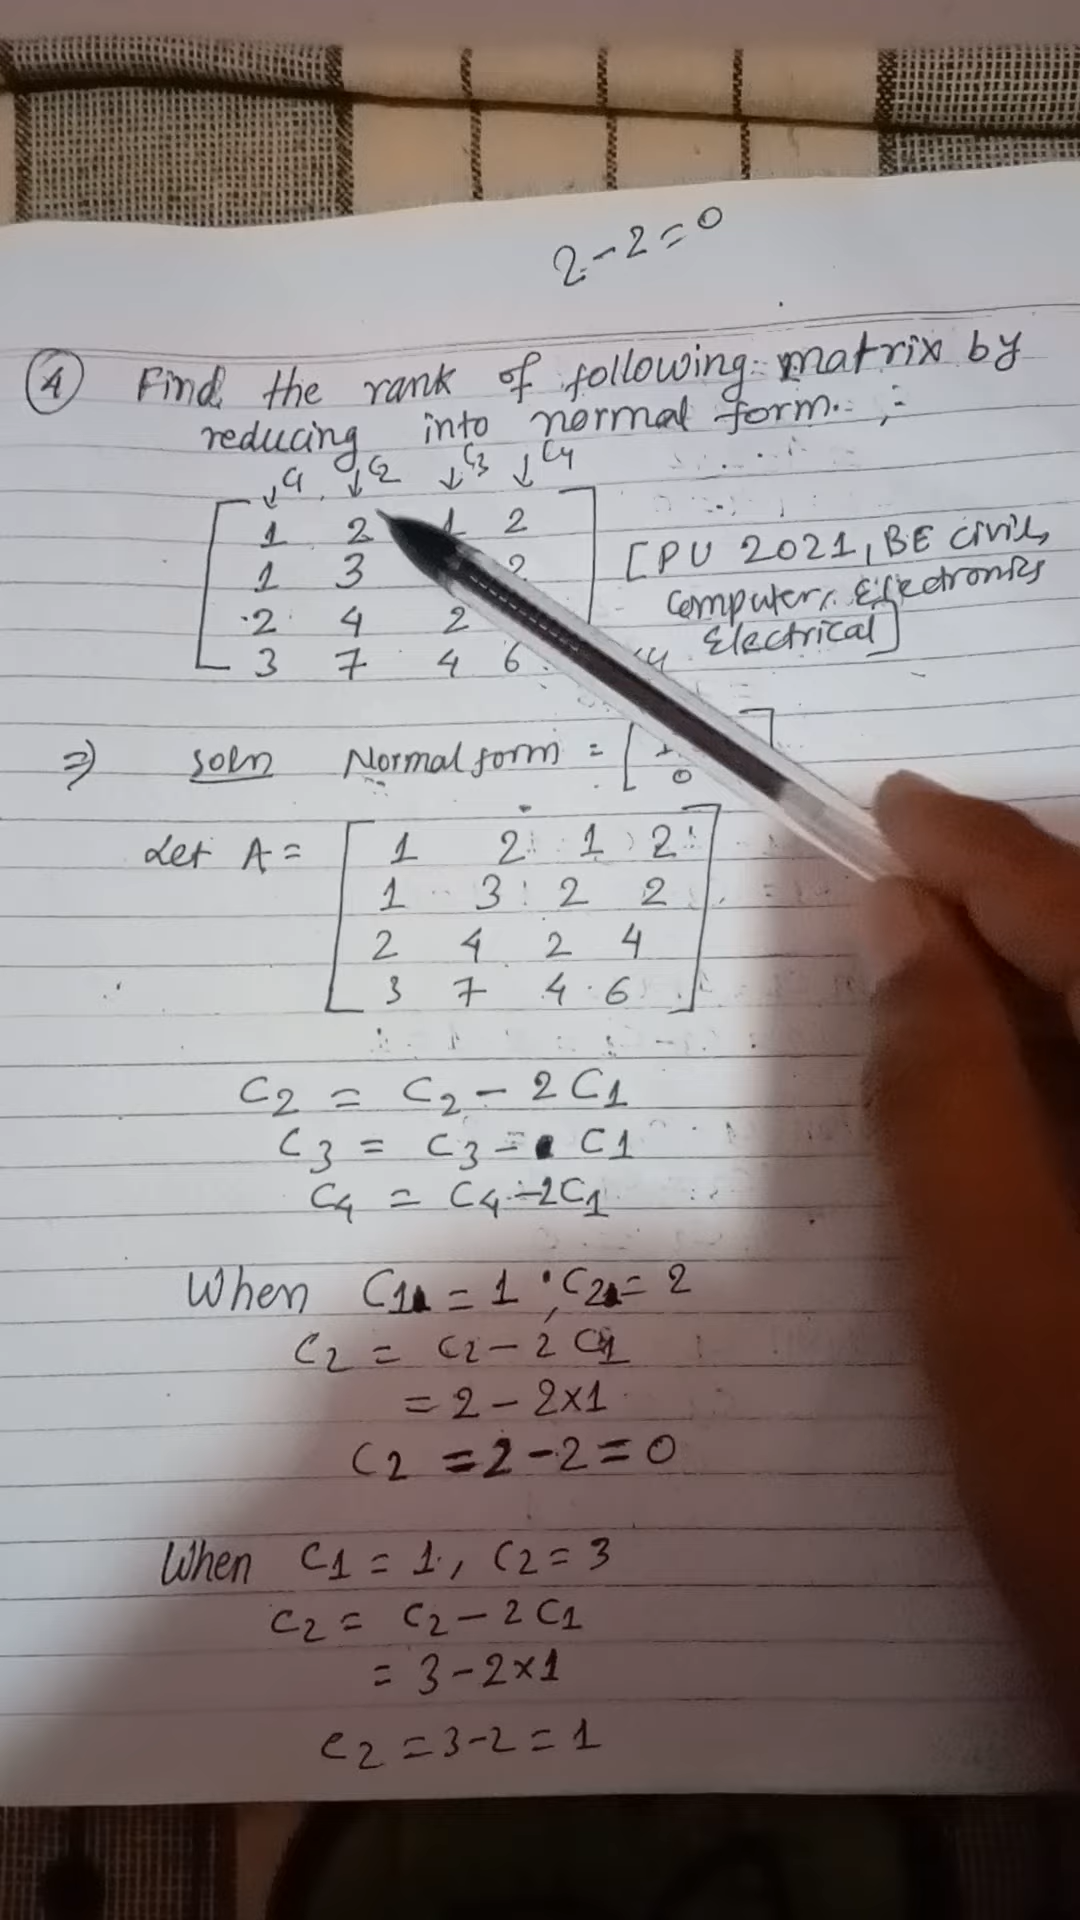 2-2=0
④ Find the rank of following matrix by
reducing into normal form. :-
↓C1 ↓C2 ↓C3 ↓C4
1 2 1 2
1 3 2
2 4 2
3 7 4 6
[PU 2021, BE civil,
Computer, Electronics
Electrical]
⇒ Soln Normal form =
0
Let A =
1 2 1 2
1 3 2 2
2 4 2 4
3 7 4 6
C2 = C2 - 2C1
C3 = C3 - C1
C4 = C4 - 2C1
When C1 = 1, C2 = 2
C2 = C2 - 2C1
= 2 - 2×1
C2 = 2-2 = 0
When C1 = 1, C2 = 3
C2 = C2 - 2C1
= 3 - 2×1
C2 = 3-2 = 1